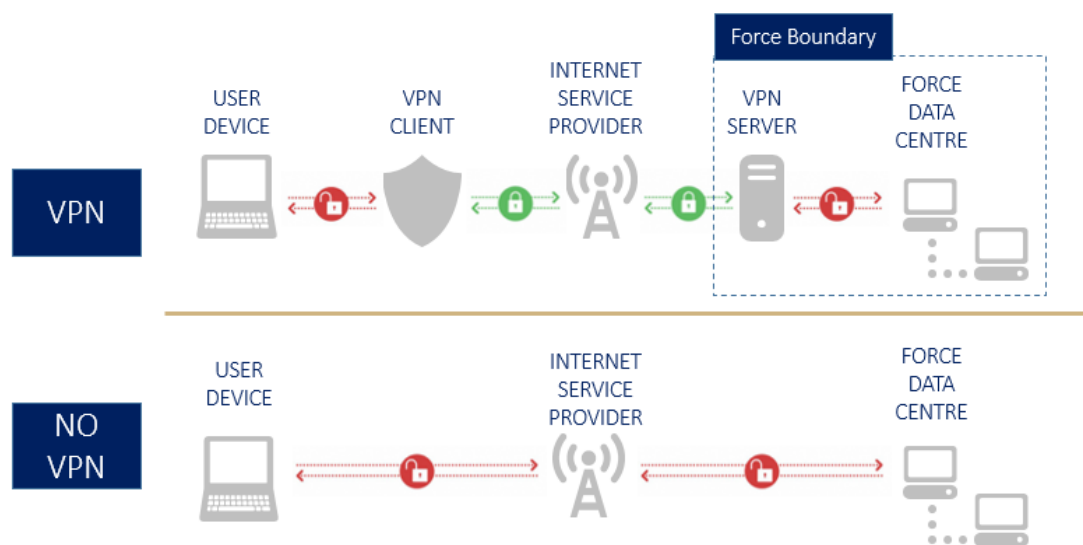 Force Boundary
USER
DEVICE
VPN
CLIENT
INTERNET
SERVICE
PROVIDER
VPN
SERVER
FORCE
DATA
CENTRE
VPN
USER
DEVICE
INTERNET
SERVICE
PROVIDER
FORCE
DATA
CENTRE
NO
VPN